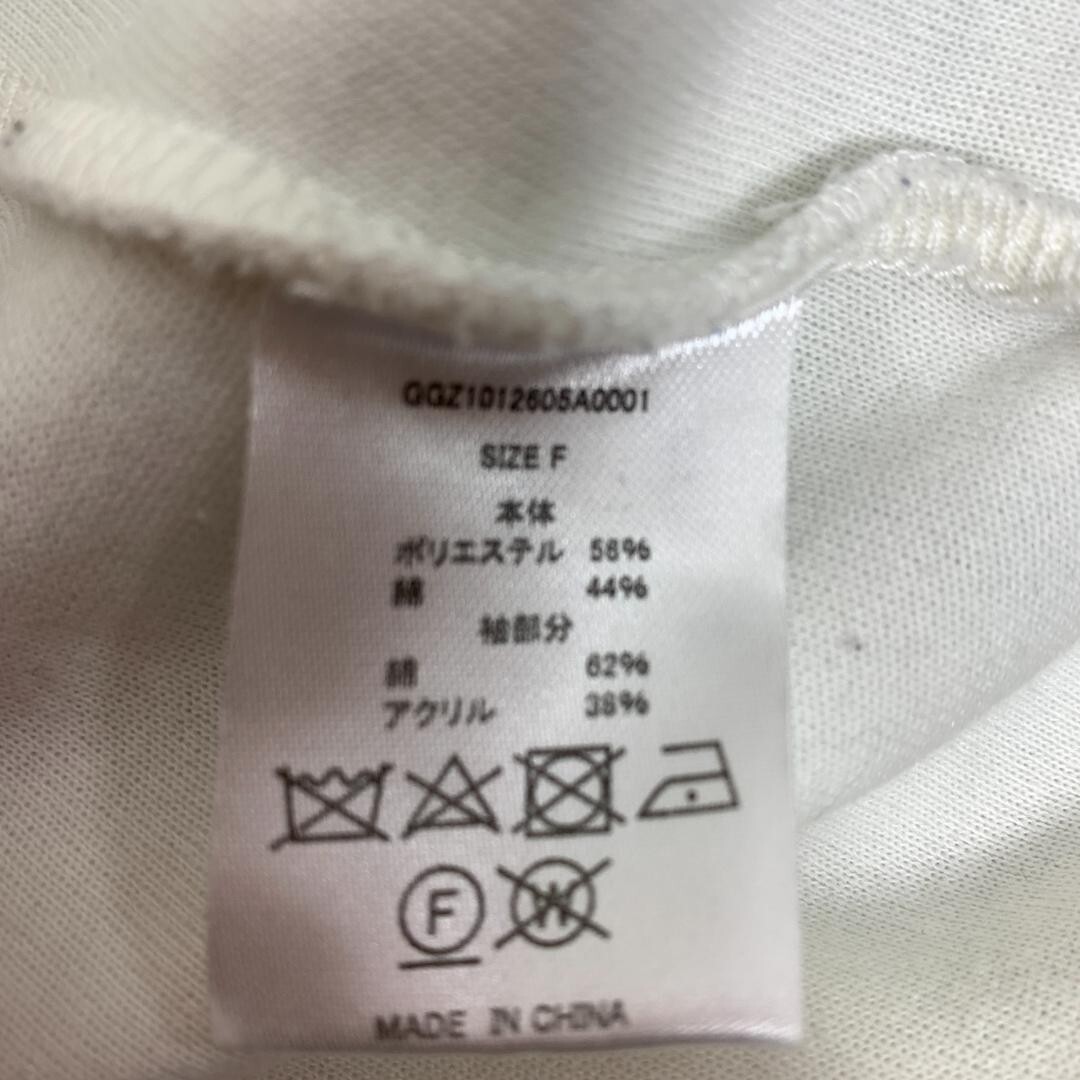 GGZ1012605A0001
SIZE F
本体
ポリエステル 56%
綿 44%
袖部分
綿 62%
アクリル 38%
F W
MADE IN CHINA